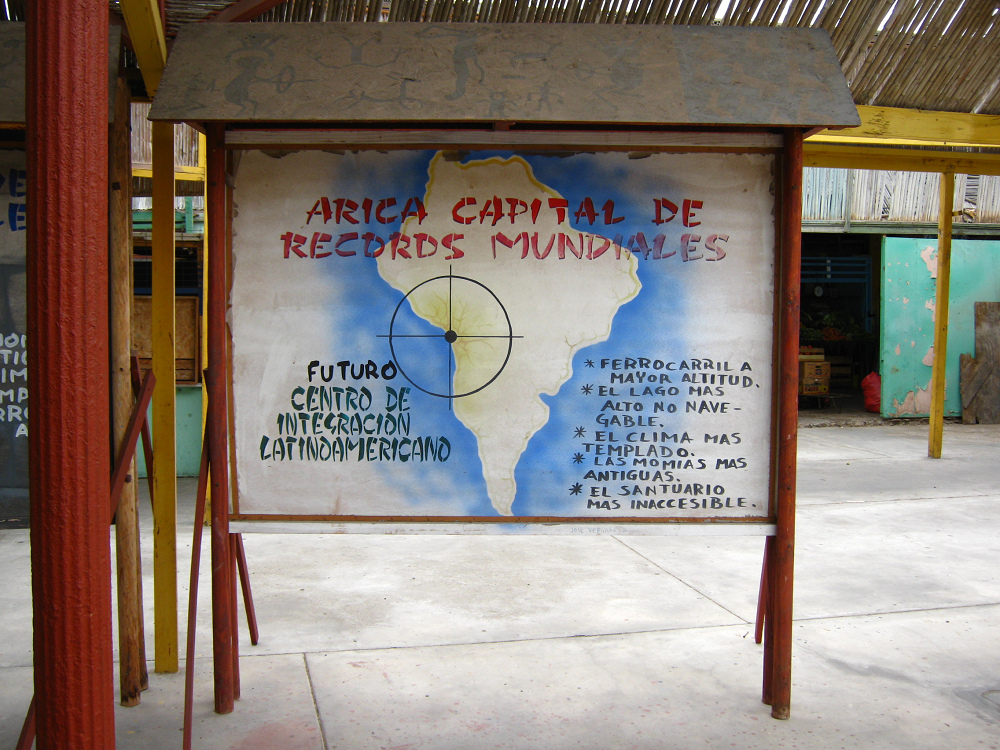 ARICA CAPITAL DE
RECORDS MUNDIALES
FUTURO
CENTRO DE
INTEGRACION
LATINOAMERICANO
* FERROCARRIL A
MAYOR ALTITUD.
* EL LAGO MAS
ALTO NO NAVE-
GABLE.
* EL CLIMA MAS
TEMPLADO.
* LAS MOMIAS MAS
ANTIGUAS.
* EL SANTUARIO
MAS INACCESIBLE.